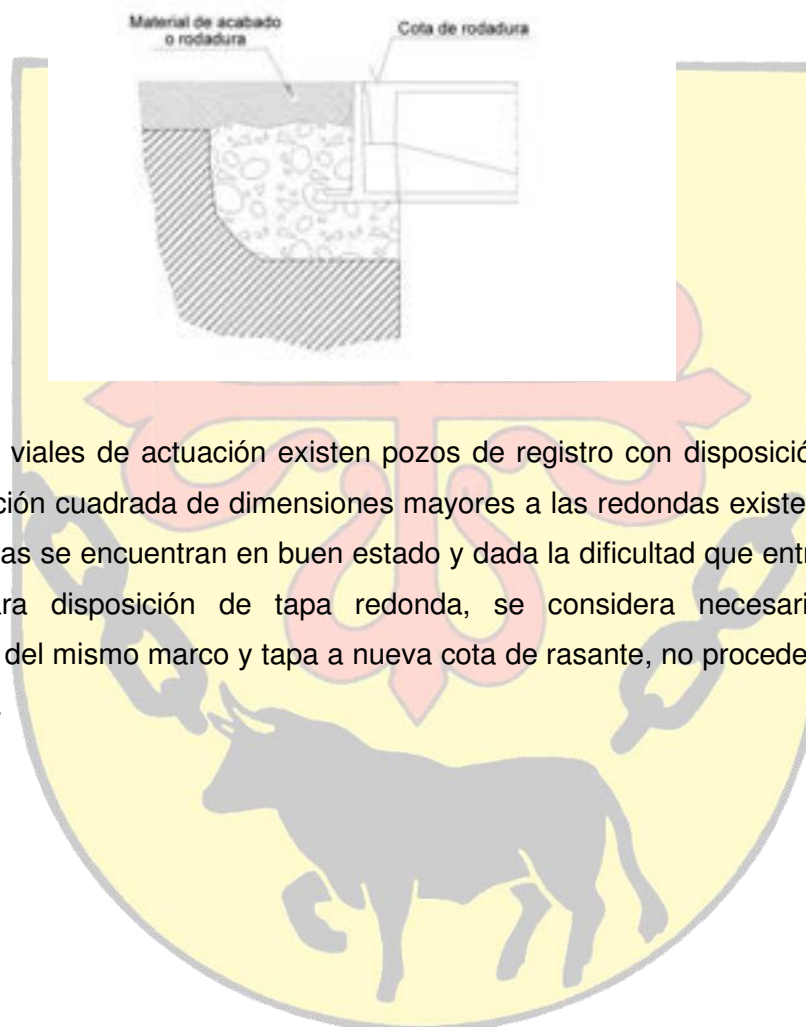 Material de acabado
o rodadura
Cota de rodadura
viales de actuación existen pozos de registro con disposició
ción cuadrada de dimensiones mayores a las redondas existe
as se encuentran en buen estado y dada la dificultad que entr
ara disposición de tapa redonda, se considera necesari
del mismo marco y tapa a nueva cota de rasante, no procede
.